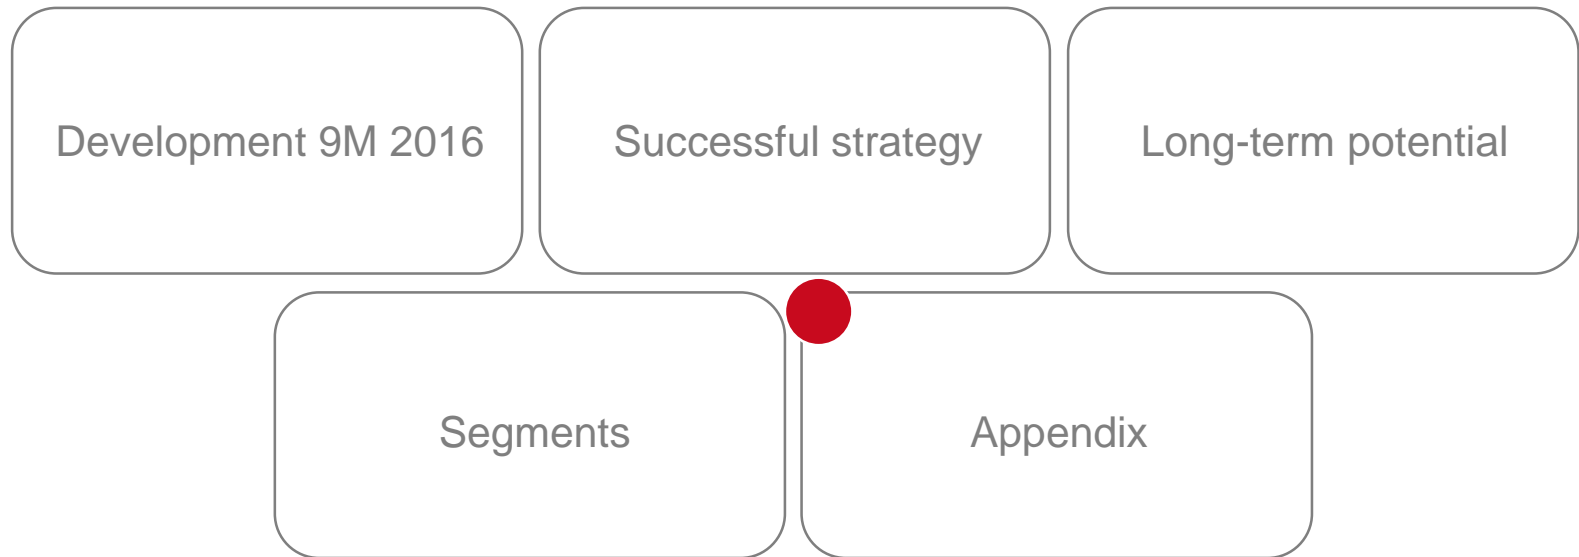 Development 9M 2016
Successful strategy
Long-term potential
Segments
Appendix